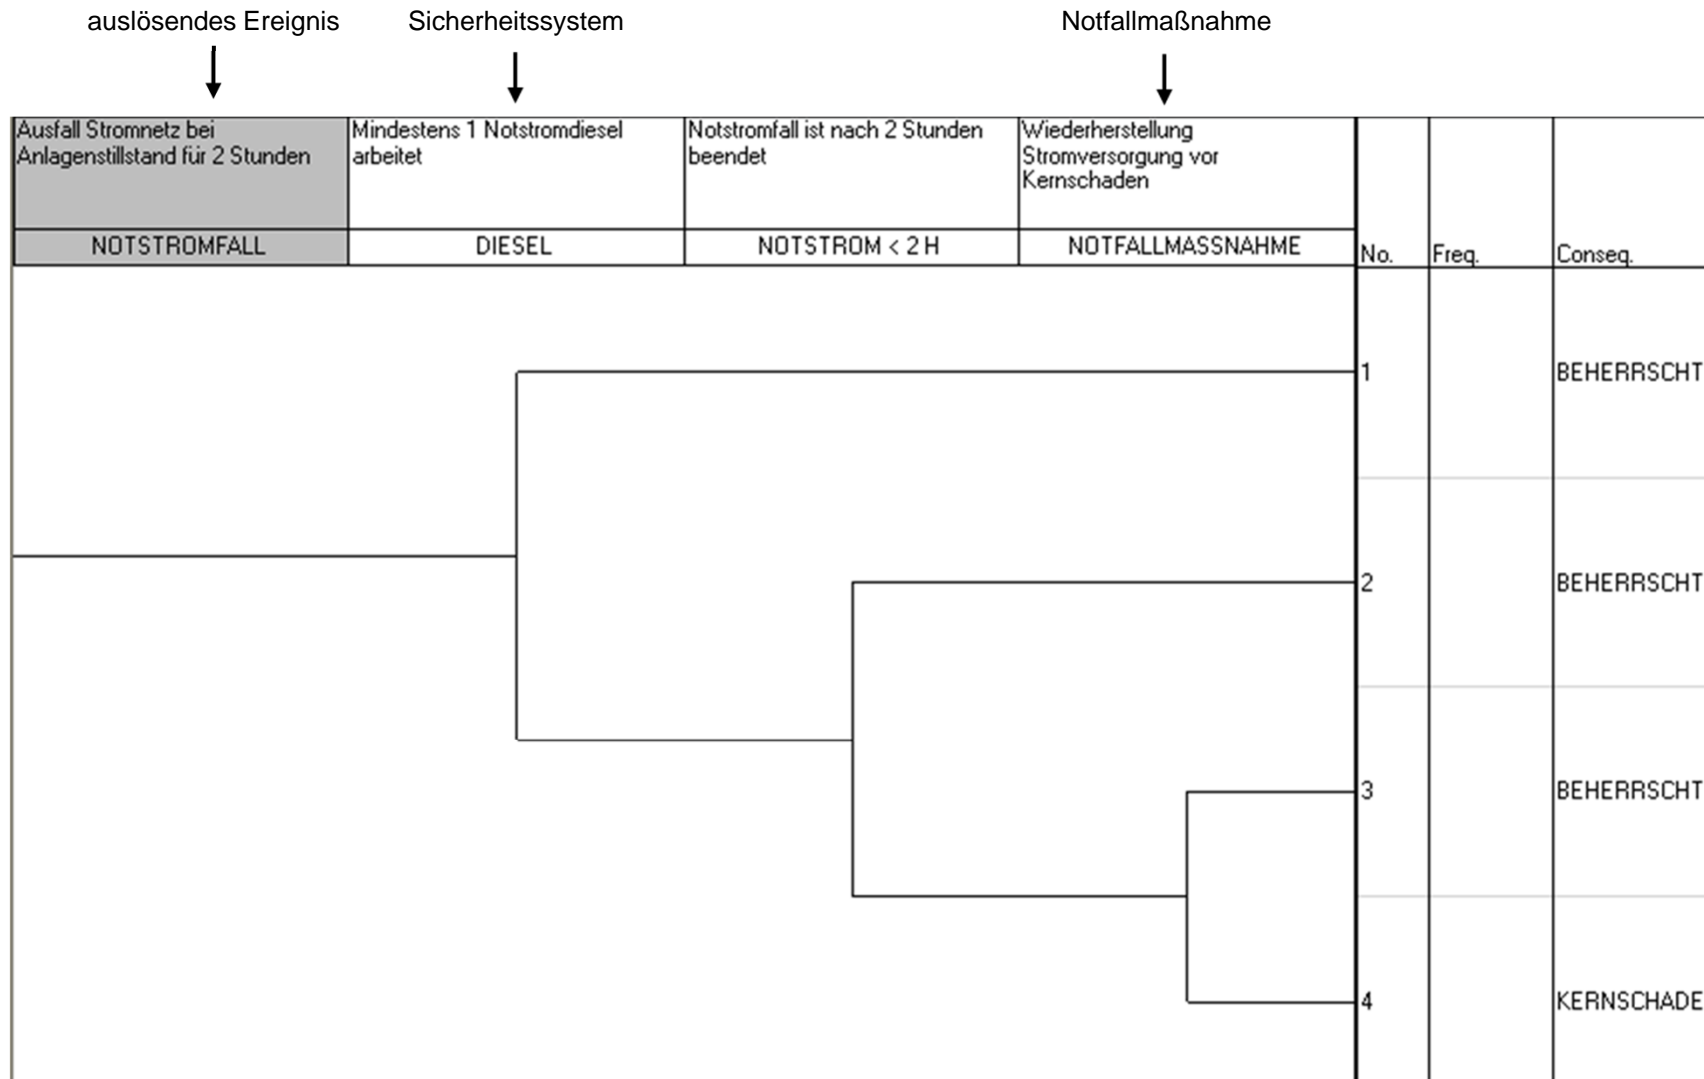 auslösendes Ereignis
Sicherheitssystem
Notfallmaßnahme
Ausfall Stromnetz bei
Anlagenstillstand für 2 Stunden
Mindestens 1 Notstromdiesel
arbeitet
Notstromfall ist nach 2 Stunden
beendet
Wiederherstellung
Stromversorgung vor
Kernschaden
NOTSTROMFALL
DIESEL
NOTSTROM < 2 H
NOTFALLMASSNAHME
No.
Freq.
Conseq.
1
BEHERRSCHT
2
BEHERRSCHT
3
BEHERRSCHT
4
KERNSCHADE